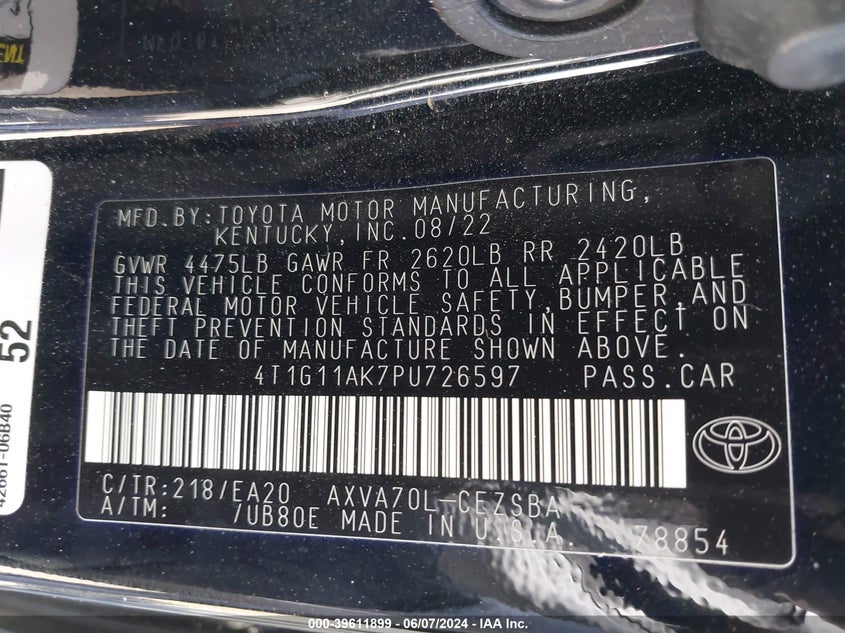 MFD.BY:TOYOTA MOTOR MANUFACTURING,
KENTUCKY,INC.08/22
GVWR 4475LB GAWR FR 2620LB RR 2420LB
THIS VEHICLE CONFORMS TO ALL APPLICABLE
FEDERAL MOTOR VEHICLE SAFETY,BUMPER,AND
THEFT PREVENTION STANDARDS IN EFFECT ON
THE DATE OF MANUFACTURE SHOWN ABOVE.
4T1G11AK7PU726597 PASS.CAR
C/TR:218/EA20 AXVA70L-CEZSBA
A/TM: 7UB80E MADE IN U.S.A. 78854
52
42661-06B40
000-39611899 - 06/07/2024 - IAA Inc.